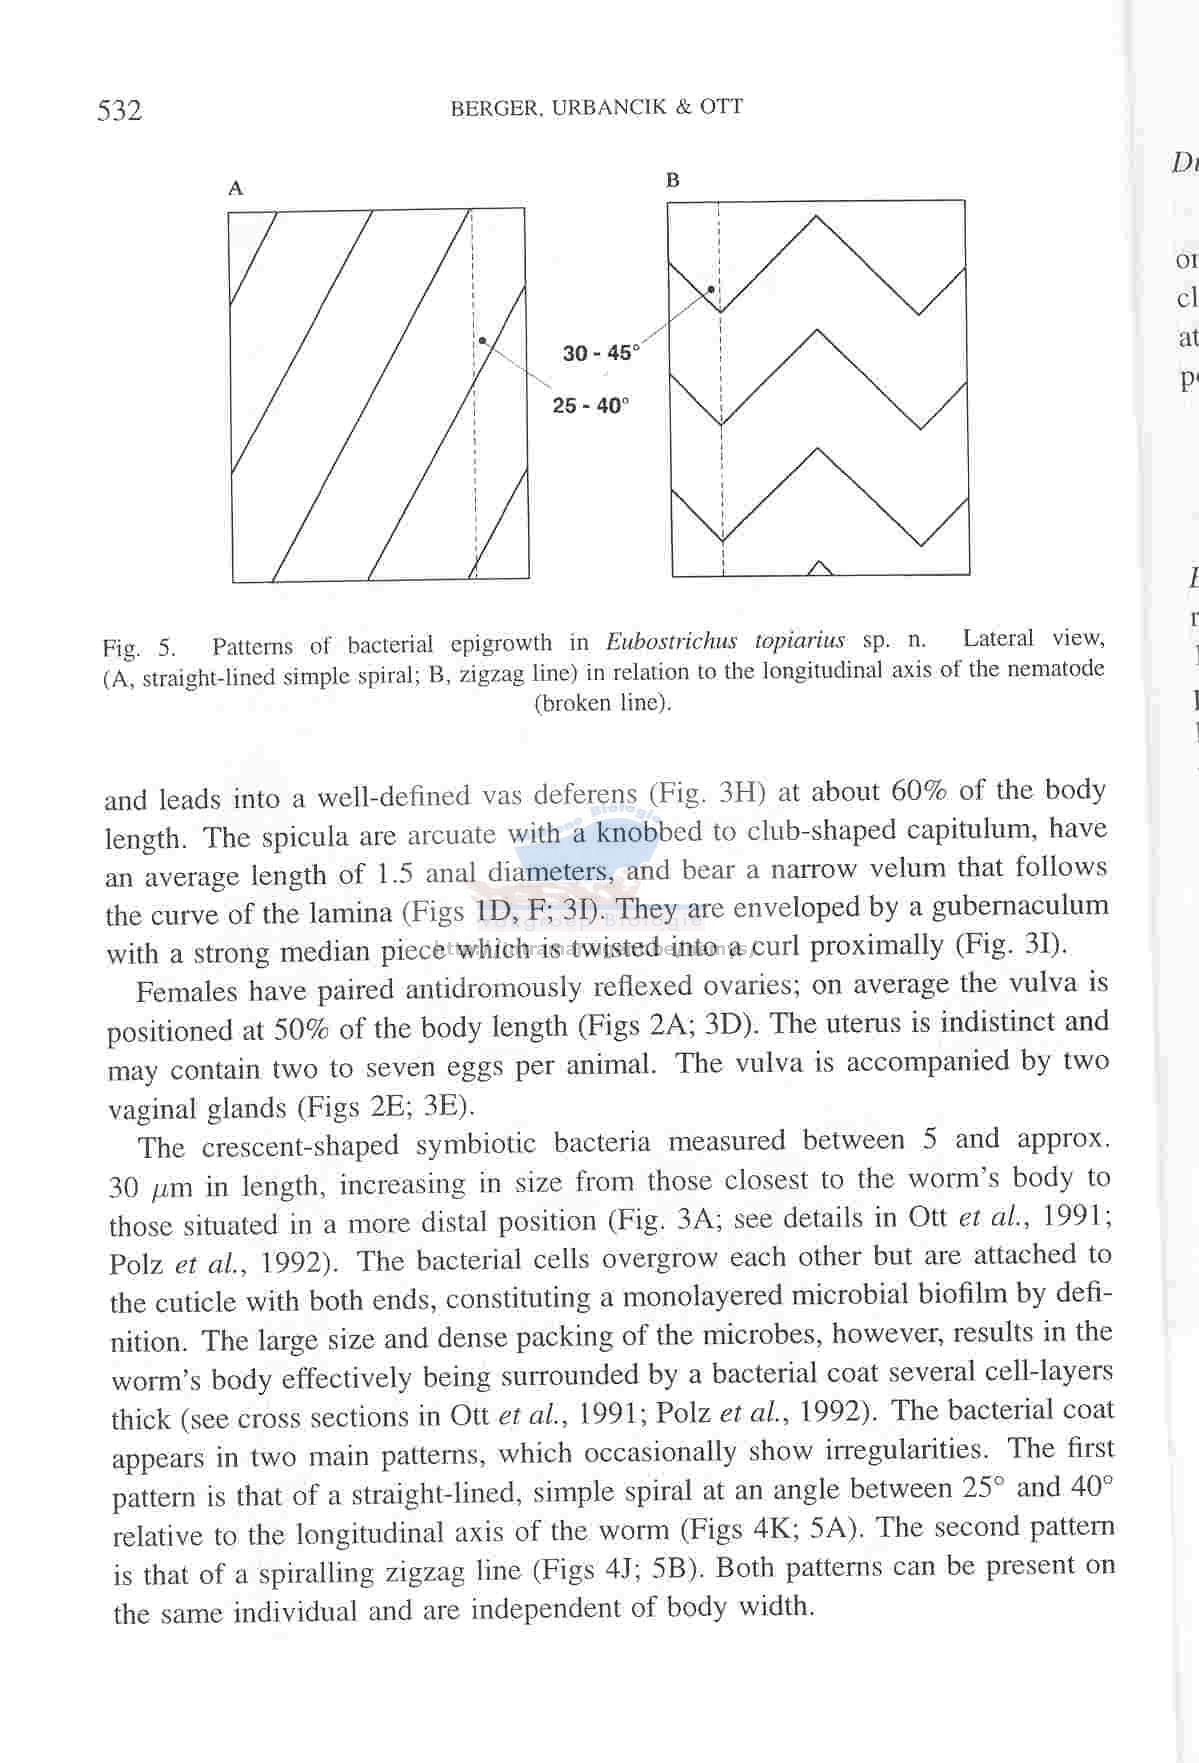 532
BERGER, URBANCIK & OTT
A
B
30 - 45°
25 - 40°
Fig. 5. Patterns of bacterial epigrowth in Eubostrichus topiarius sp. n. Lateral view,
(A, straight-lined simple spiral; B, zigzag line) in relation to the longitudinal axis of the nematode
(broken line).
and leads into a well-defined vas deferens (Fig. 3H) at about 60% of the body
length. The spicula are arcuate with a knobbed to club-shaped capitulum, have
an average length of 1.5 anal diameters, and bear a narrow velum that follows
the curve of the lamina (Figs 1D, F; 3I). They are enveloped by a gubernaculum
with a strong median piece which is twisted into a curl proximally (Fig. 3I).
Females have paired antidromously reflexed ovaries; on average the vulva is
positioned at 50% of the body length (Figs 2A; 3D). The uterus is indistinct and
may contain two to seven eggs per animal. The vulva is accompanied by two
vaginal glands (Figs 2E; 3E).
The crescent-shaped symbiotic bacteria measured between 5 and approx.
30 μm in length, increasing in size from those closest to the worm's body to
those situated in a more distal position (Fig. 3A; see details in Ott et al., 1991;
Polz et al., 1992). The bacterial cells overgrow each other but are attached to
the cuticle with both ends, constituting a monolayered microbial biofilm by defi-
nition. The large size and dense packing of the microbes, however, results in the
worm's body effectively being surrounded by a bacterial coat several cell-layers
thick (see cross sections in Ott et al., 1991; Polz et al., 1992). The bacterial coat
appears in two main patterns, which occasionally show irregularities. The first
pattern is that of a straight-lined, simple spiral at an angle between 25° and 40°
relative to the longitudinal axis of the worm (Figs 4K; 5A). The second pattern
is that of a spiralling zigzag line (Figs 4J; 5B). Both patterns can be present on
the same individual and are independent of body width.